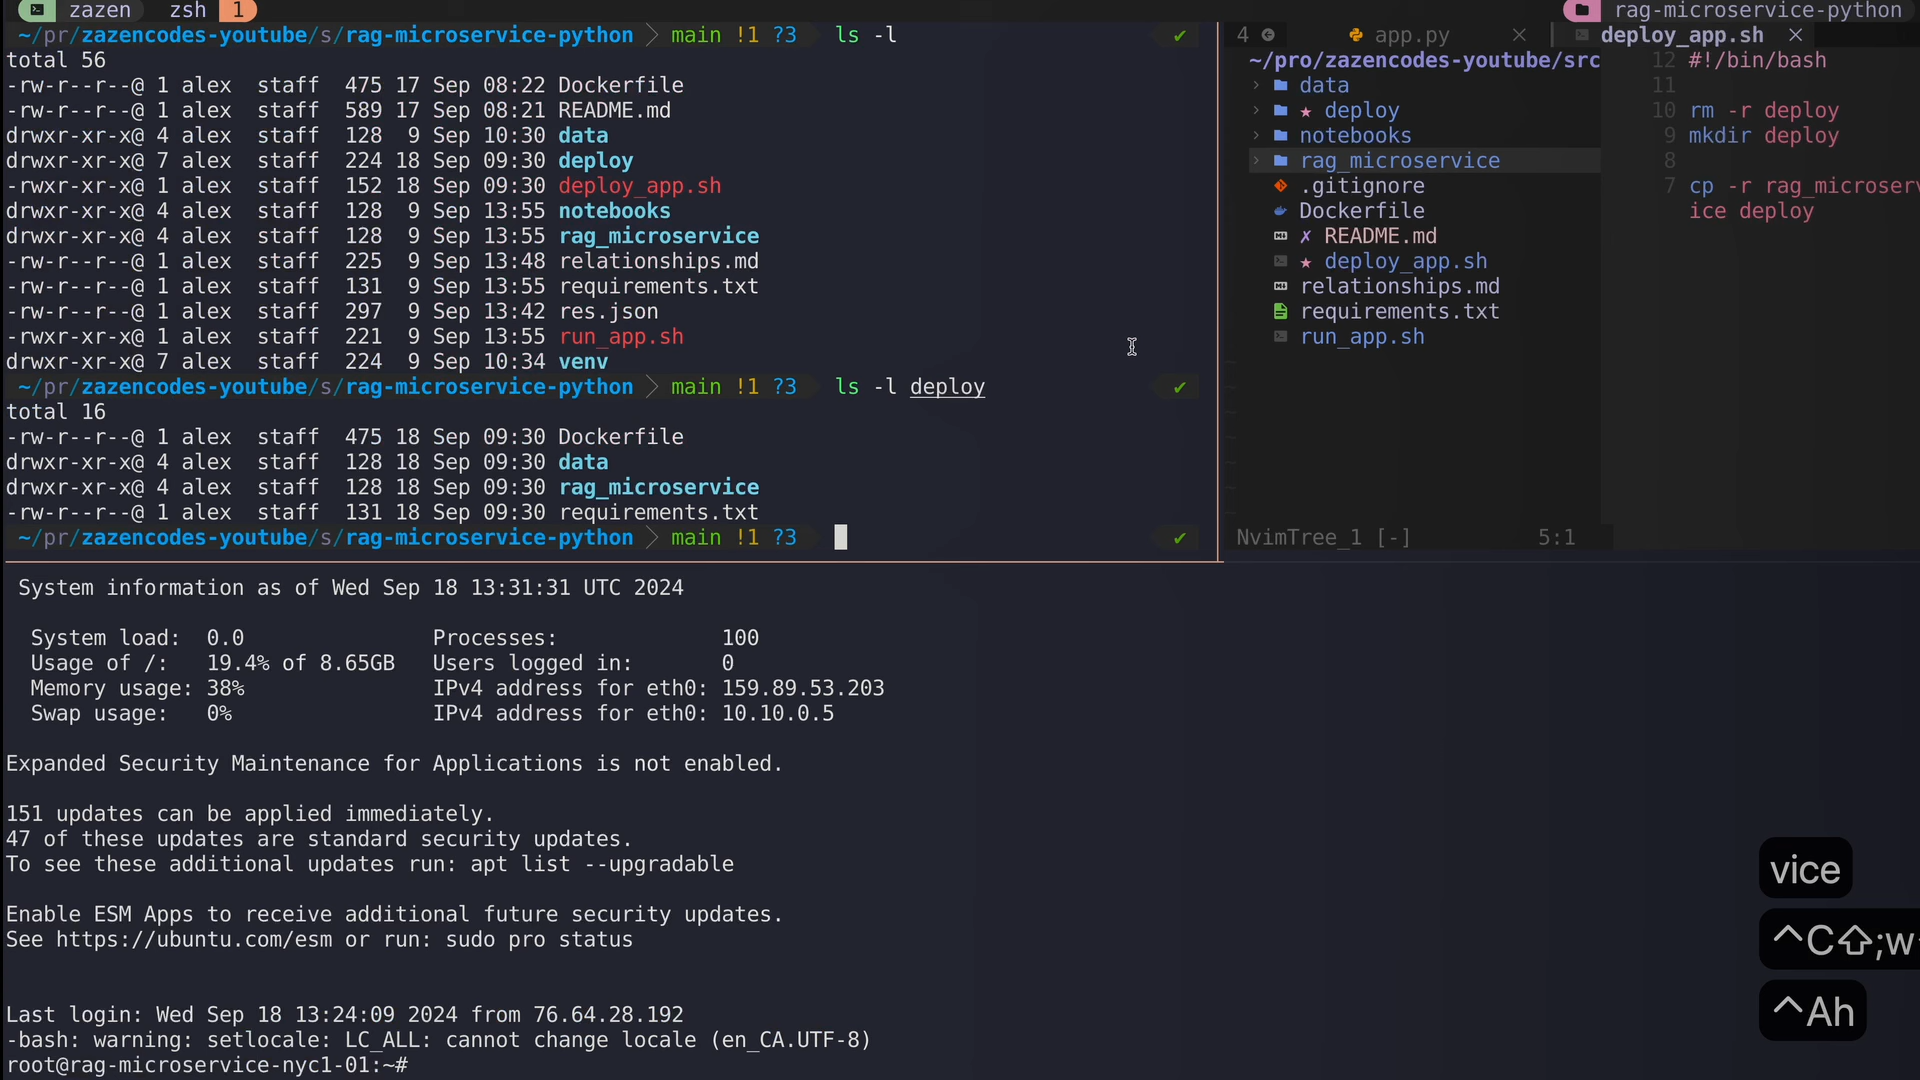 zazen zsh 1
rag-microservice-python
~/pr/zazencodes-youtube/s/rag-microservice-python main !1 ?3 ls -l ✔
total 56
-rw-r--r--@ 1 alex staff 475 17 Sep 08:22 Dockerfile
-rw-r--r--@ 1 alex staff 589 17 Sep 08:21 README.md
drwxr-xr-x@ 4 alex staff 128 9 Sep 10:30 data
drwxr-xr-x@ 7 alex staff 224 18 Sep 09:30 deploy
-rwxr-xr-x@ 1 alex staff 152 18 Sep 09:30 deploy_app.sh
drwxr-xr-x@ 4 alex staff 128 9 Sep 13:55 notebooks
drwxr-xr-x@ 4 alex staff 128 9 Sep 13:55 rag_microservice
-rw-r--r--@ 1 alex staff 225 9 Sep 13:48 relationships.md
-rw-r--r--@ 1 alex staff 131 9 Sep 13:55 requirements.txt
-rw-r--r--@ 1 alex staff 297 9 Sep 13:42 res.json
-rwxr-xr-x@ 1 alex staff 221 9 Sep 13:55 run_app.sh
drwxr-xr-x@ 7 alex staff 224 9 Sep 10:34 venv
~/pr/zazencodes-youtube/s/rag-microservice-python main !1 ?3 ls -l deploy ✔
total 16
-rw-r--r--@ 1 alex staff 475 18 Sep 09:30 Dockerfile
drwxr-xr-x@ 4 alex staff 128 18 Sep 09:30 data
drwxr-xr-x@ 4 alex staff 128 18 Sep 09:30 rag_microservice
-rw-r--r--@ 1 alex staff 131 18 Sep 09:30 requirements.txt
~/pr/zazencodes-youtube/s/rag-microservice-python main !1 ?3 ✔
4 app.py × deploy_app.sh ×
~/pro/zazencodes-youtube/src
data
★ deploy
notebooks
rag_microservice
.gitignore
Dockerfile
✗ README.md
★ deploy_app.sh
relationships.md
requirements.txt
run_app.sh
NvimTree_1 [-] 5:1
12 #!/bin/bash
11
10 rm -r deploy
9 mkdir deploy
8
7 cp -r rag_microserv
ice deploy
System information as of Wed Sep 18 13:31:31 UTC 2024
System load: 0.0 Processes: 100
Usage of /: 19.4% of 8.65GB Users logged in: 0
Memory usage: 38% IPv4 address for eth0: 159.89.53.203
Swap usage: 0% IPv4 address for eth0: 10.10.0.5
Expanded Security Maintenance for Applications is not enabled.
151 updates can be applied immediately.
47 of these updates are standard security updates.
To see these additional updates run: apt list --upgradable
Enable ESM Apps to receive additional future security updates.
See https://ubuntu.com/esm or run: sudo pro status
Last login: Wed Sep 18 13:24:09 2024 from 76.64.28.192
-bash: warning: setlocale: LC_ALL: cannot change locale (en_CA.UTF-8)
root@rag-microservice-nyc1-01:~#
vice
^C⇧;w
^Ah